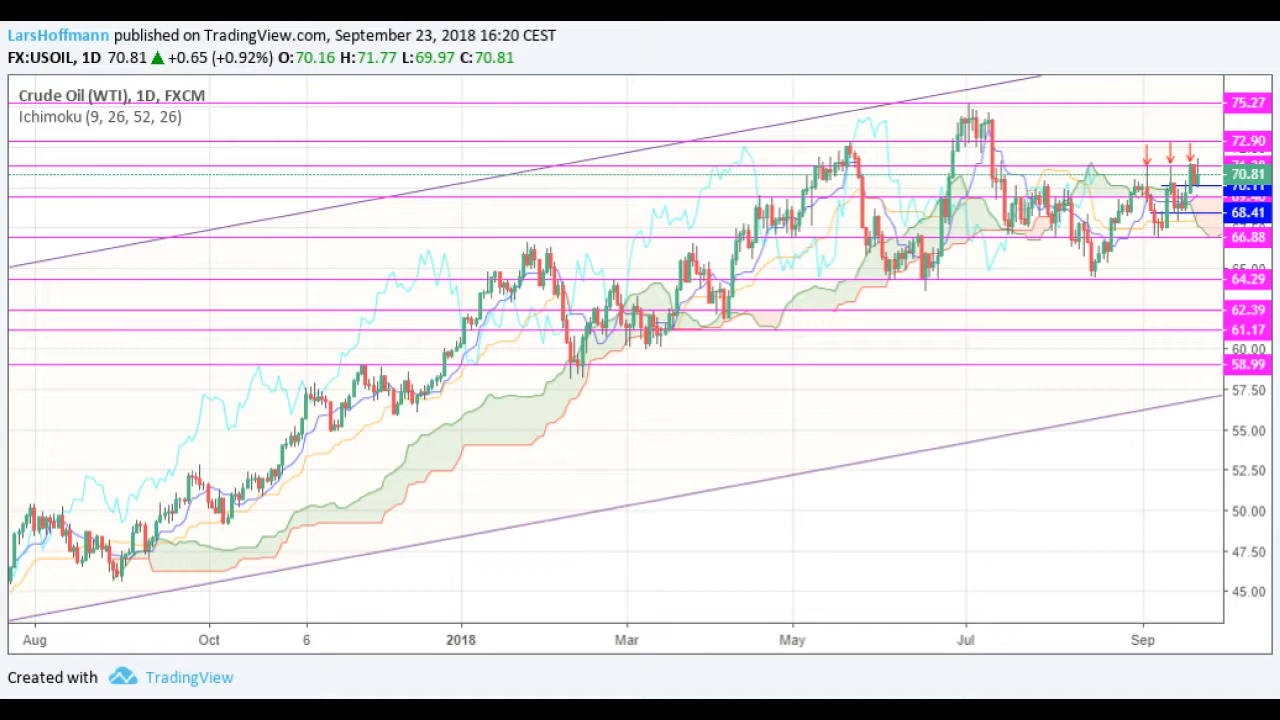 LarsHoffmann published on TradingView.com, September 23, 2018 16:20 CEST
FX:USOIL, 1D 70.81 ▲ +0.65 (+0.92%) O:70.16 H:71.77 L:69.97 C:70.81
Crude Oil (WTI), 1D, FXCM
Ichimoku (9, 26, 52, 26)
75.27
72.90
70.81
68.41
66.88
64.29
62.39
61.17
60.00
58.99
57.50
55.00
52.50
50.00
47.50
45.00
Aug Oct 6 2018 Mar May Jul Sep
Created with TradingView